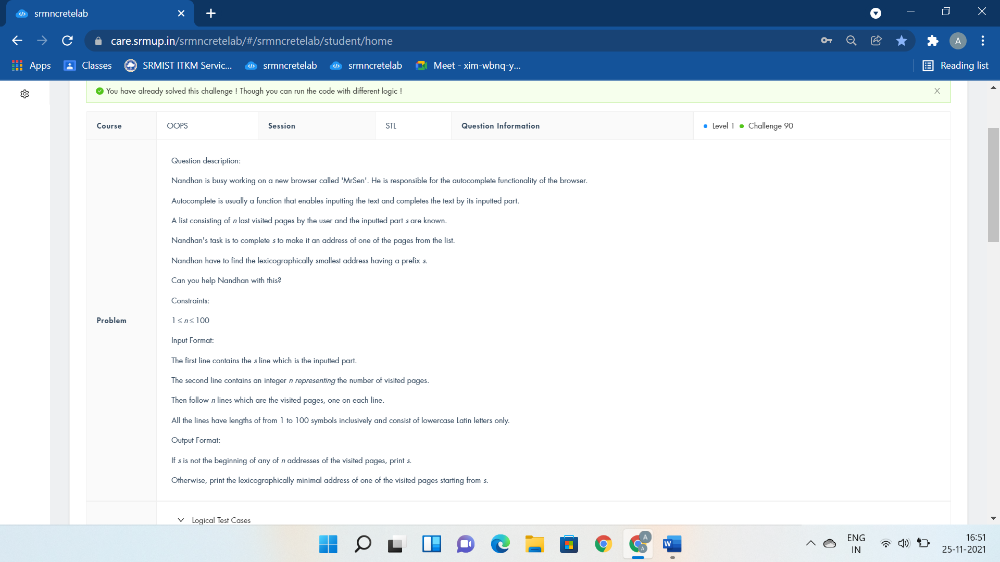 srmncretelab
care.srmup.in/srmncretelab/#/srmncretelab/student/home
A
Apps Classes SRMIST ITKM Servic... srmncretelab srmncretelab Meet - xim-wbnq-y... Reading list
You have already solved this challenge ! Though you can run the code with different logic !
Course OOPS Session STL Question Information Level 1 Challenge 90
Question description:
Nandhan is busy working on a new browser called 'MrSen'. He is responsible for the autocomplete functionality of the browser.
Autocomplete is usually a function that enables inputting the text and completes the text by its inputted part.
A list consisting of n last visited pages by the user and the inputted part s are known.
Nandhan's task is to complete s to make it an address of one of the pages from the list.
Nandhan have to find the lexicographically smallest address having a prefix s.
Can you help Nandhan with this?
Constraints:
Problem
1 ≤ n ≤ 100
Input Format:
The first line contains the s line which is the inputted part.
The second line contains an integer n representing the number of visited pages.
Then follow n lines which are the visited pages, one on each line.
All the lines have lengths of from 1 to 100 symbols inclusively and consist of lowercase Latin letters only.
Output Format:
If s is not the beginning of any of n addresses of the visited pages, print s.
Otherwise, print the lexicographically minimal address of one of the visited pages starting from s.
Logical Test Cases
A
A
W
ENG
IN
16:51
25-11-2021